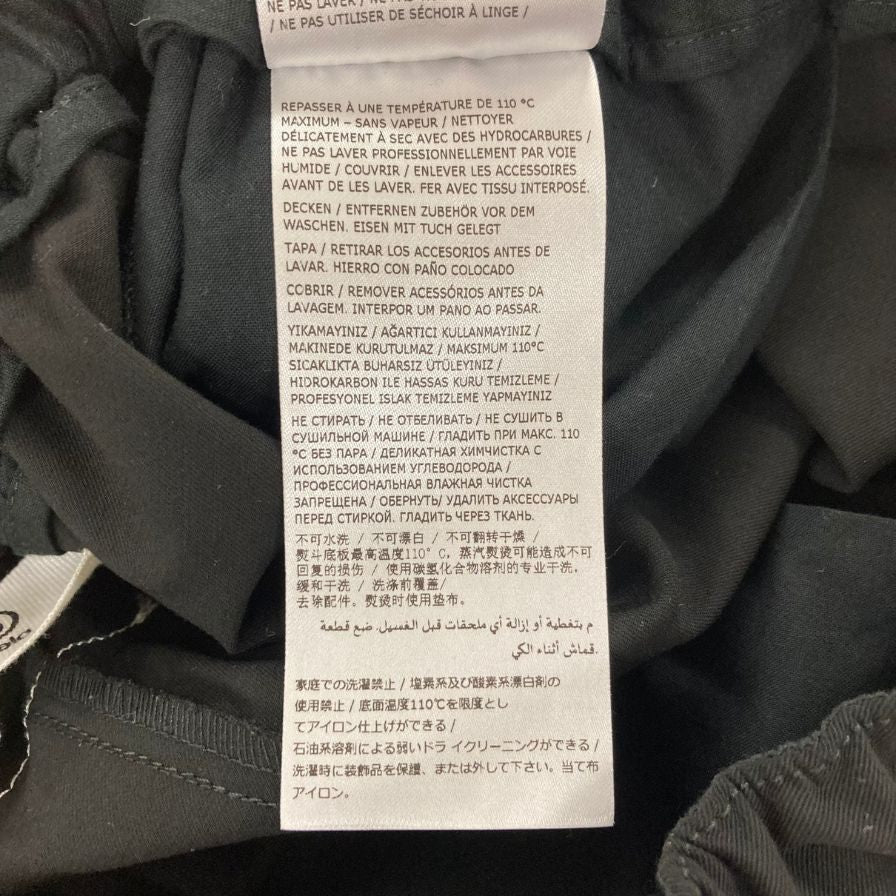 NE PAS LAVER / NE PAS
/ NE PAS UTILISER DE SÉCHOIR À LINGE /
REPASSER À UNE TEMPÉRATURE DE 110 °C
MAXIMUM – SANS VAPEUR / NETTOYER
DÉLICATEMENT À SEC AVEC DES HYDROCARBURES /
NE PAS LAVER PROFESSIONNELLEMENT PAR VOIE
HUMIDE / COUVRIR / ENLEVER LES ACCESSOIRES
AVANT DE LES LAVER. FER AVEC TISSU INTERPOSÉ.
DECKEN / ENTFERNEN ZUBEHÖR VOR DEM
WASCHEN. EISEN MIT TUCH GELEGT
TAPA / RETIRAR LOS ACCESORIOS ANTES DE
LAVAR. HIERRO CON PAÑO COLOCADO
COBRIR / REMOVER ACESSÓRIOS ANTES DA
LAVAGEM. INTERPOR UM PANO AO PASSAR.
YIKAMAYINIZ / AĞARTICI KULLANMAYINIZ /
MAKINEDE KURUTULMAZ / MAKSIMUM 110°C
SICAKLIKTA BUHARSIZ ÜTÜLEYINIZ /
HIDROKARBON ILE HASSAS KURU TEMIZLEME /
PROFESYONEL ISLAK TEMIZLEME YAPMAYINIZ
НЕ СТИРАТЬ / НЕ ОТБЕЛИВАТЬ / НЕ СУШИТЬ В
СУШИЛЬНОЙ МАШИНЕ / ГЛАДИТЬ ПРИ МАКС. 110
°C БЕЗ ПАРА / ДЕЛИКАТНАЯ ХИМЧИСТКА С
ИСПОЛЬЗОВАНИЕМ УГЛЕВОДОРОДА /
ПРОФЕССИОНАЛЬНАЯ ВЛАЖНАЯ ЧИСТКА
ЗАПРЕЩЕНА / ОБЕРНУТЬ/ УДАЛИТЬ АКСЕССУАРЫ
ПЕРЕД СТИРКОЙ. ГЛАДИТЬ ЧЕРЕЗ ТКАНЬ.
不可水洗 / 不可漂白 / 不可翻转干燥 /
熨斗底板最高温度110° C, 蒸汽熨烫可能造成不可
回复的损伤 / 使用碳氢化合物溶剂的专业干洗,
缓和干洗 / 洗涤前覆盖/
去除配件。熨烫时使用垫布。
م بتغطية أو إزالة أي ملحقات قبل الغسيل. ضع قطعة
قماش أثناء الكي.
家庭での洗濯禁止 / 塩素系及び酸素系漂白剤の
使用禁止 / 底面温度110℃を限度とし
てアイロン仕上げができる /
石油系溶剤による弱いドラ イクリーニングができる /
洗濯時に装飾品を保護、または外して下さい。当て布
アイロン。